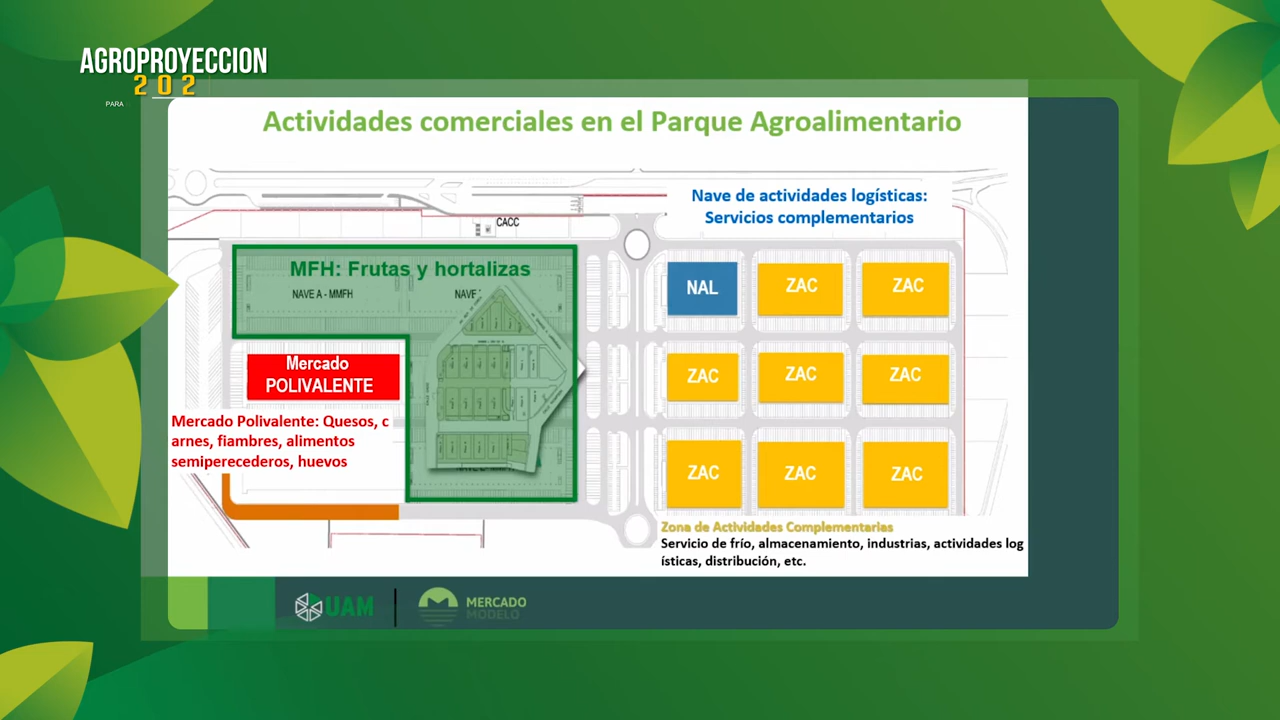 AGROPROYECCION
202
PARA
Actividades comerciales en el Parque Agroalimentario
Nave de actividades logísticas:
Servicios complementarios
CACC
MFH: Frutas y hortalizas
NAVE A - MMFH
NAVE
NAL
ZAC
ZAC
Mercado
POLIVALENTE
ZAC
ZAC
ZAC
Mercado Polivalente: Quesos, c
arnes, fiambres, alimentos
semiperecederos, huevos
ZAC
ZAC
ZAC
Zona de Actividades Complementarias
Servicio de frío, almacenamiento, industrias, actividades log
ísticas, distribución, etc.
UAM
MERCADO
MODELO